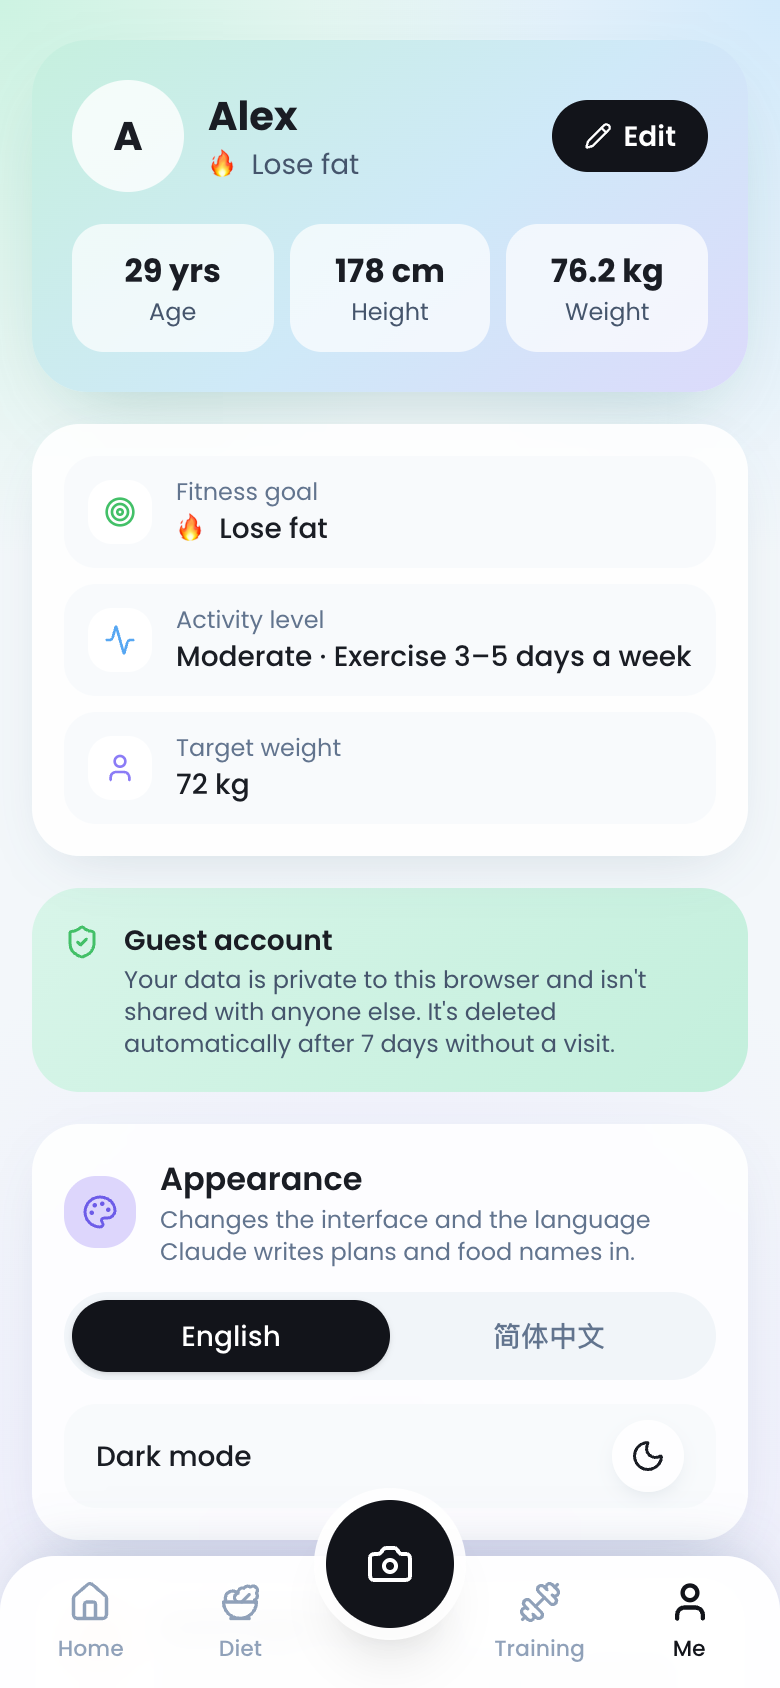 A
Alex
🔥 Lose fat
Edit
29 yrs
Age
178 cm
Height
76.2 kg
Weight
Fitness goal
🔥 Lose fat
Activity level
Moderate · Exercise 3–5 days a week
Target weight
72 kg
Guest account
Your data is private to this browser and isn't
shared with anyone else. It's deleted
automatically after 7 days without a visit.
Appearance
Changes the interface and the language
Claude writes plans and food names in.
English
简体中文
Dark mode
Home
Diet
Training
Me